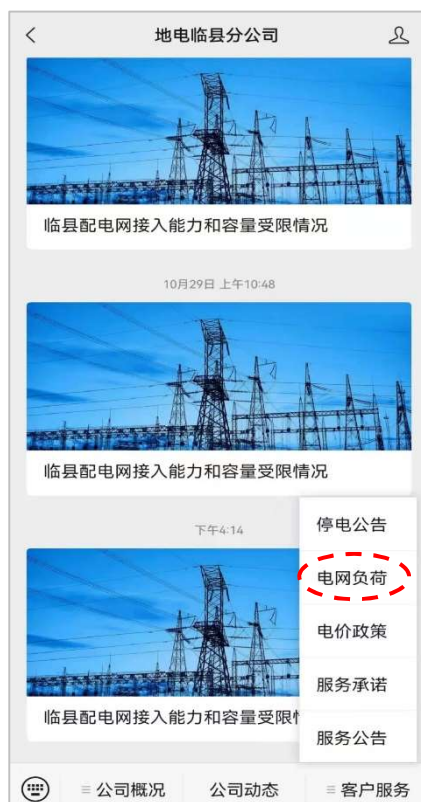 地电临县分公司
临县配电网接入能力和容量受限情况
10月29日 上午10:48
临县配电网接入能力和容量受限情况
下午4:14
临县配电网接入能力和容量受限情
停电公告
电网负荷
电价政策
服务承诺
服务公告
公司概况
公司动态
客户服务